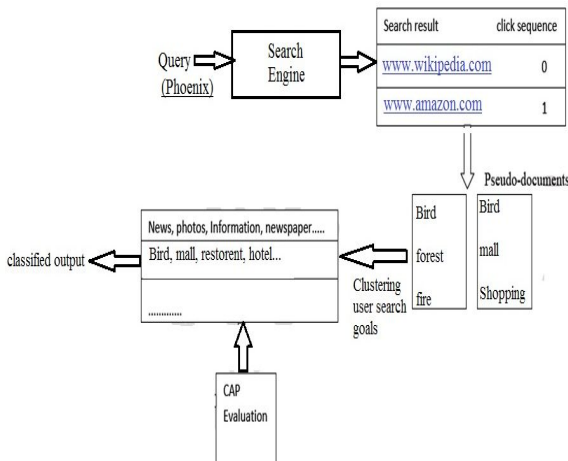 Query
(Phoenix)
Search
Engine
Search result click sequence
www.wikipedia.com 0
www.amazon.com 1
Pseudo-documents
Bird
forest
fire
Bird
mall
Shopping
Clustering
user search
goals
News, photos, Information, newspaper.....
Bird, mall, restorent, hotel...
.............
classified output
CAP
Evaluation